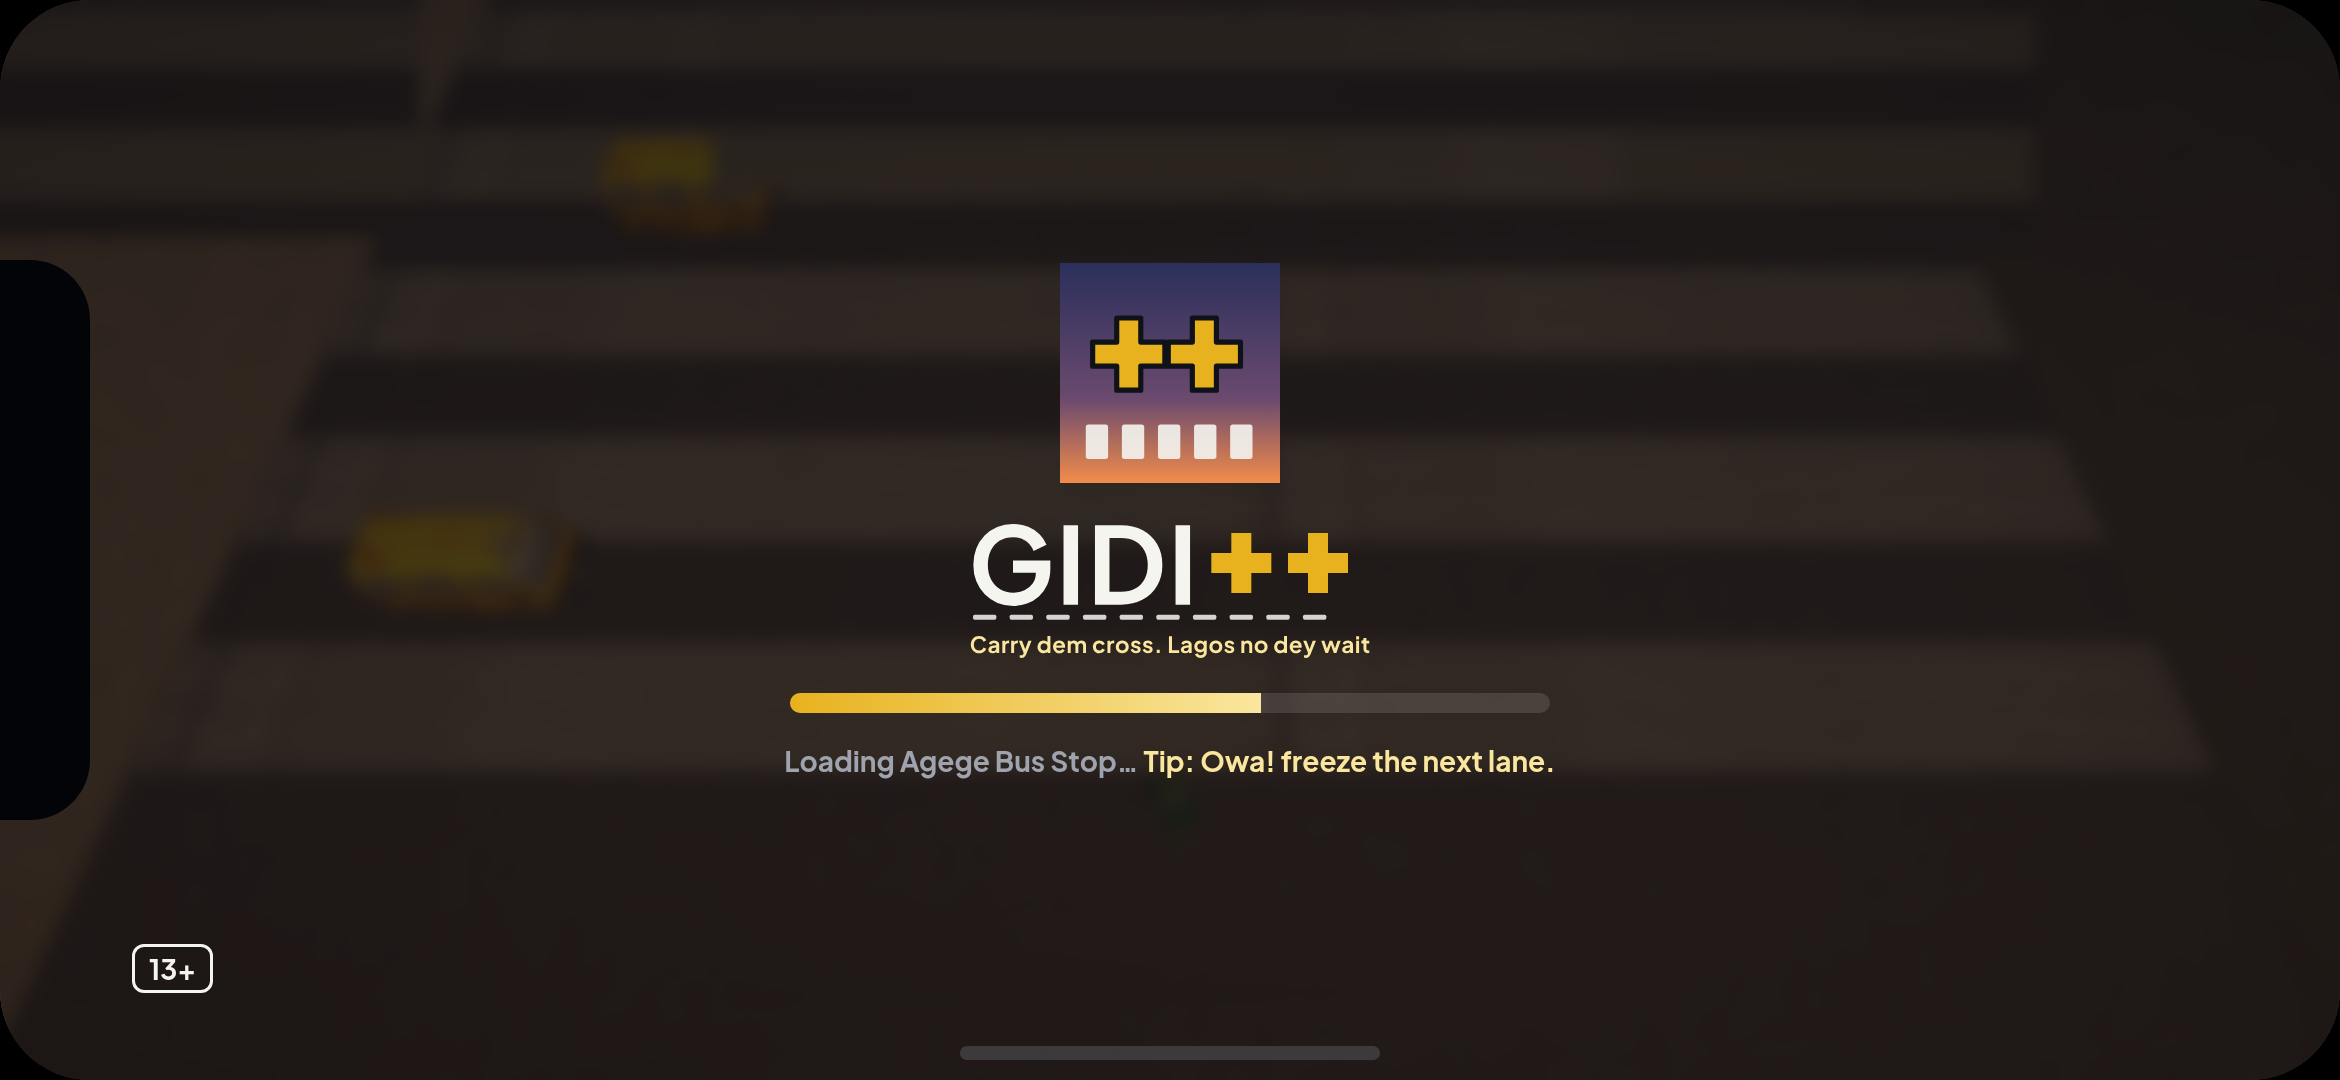 GIDI++
Carry dem cross. Lagos no dey wait
Loading Agege Bus Stop… Tip: Owa! freeze the next lane.
13+